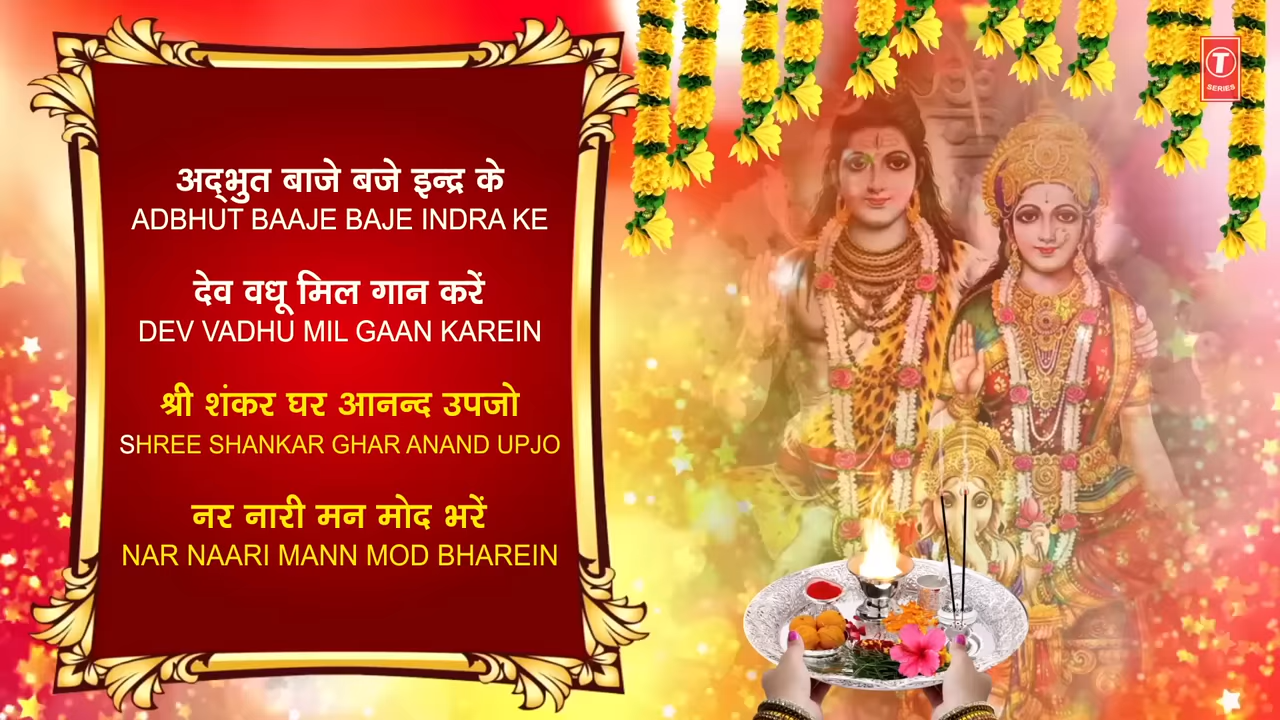 अद्‌भुत बाजे बजे इन्द्र के
ADBHUT BAAJE BAJE INDRA KE
देव वधू मिल गान करें
DEV VADHU MIL GAAN KAREIN
श्री शंकर घर आनन्द उपजो
SHREE SHANKAR GHAR ANAND UPJO
नर नारी मन मोद भरें
NAR NAARI MANN MOD BHAREIN
T
SERIES